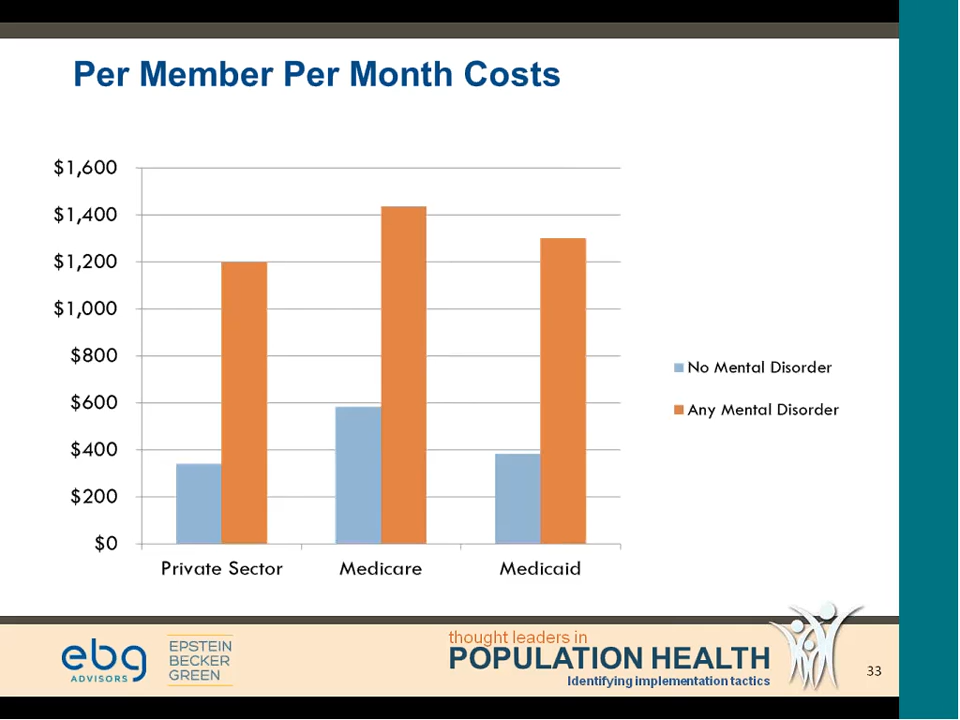 Per Member Per Month Costs
$1,600
$1,400
$1,200
$1,000
$800
$600
$400
$200
$0
Private Sector
Medicare
Medicaid
No Mental Disorder
Any Mental Disorder
ebg
ADVISORS
EPSTEIN
BECKER
GREEN
thought leaders in
POPULATION HEALTH
Identifying implementation tactics
33